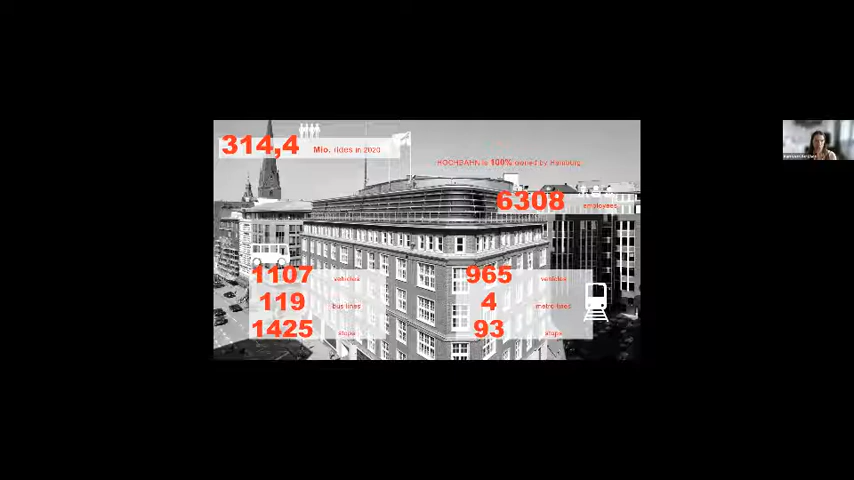 314,4 Mio. rides in 2020
HOCHBAHN is 100% owned by Hamburg
6308 employees
1107 vehicles
119 bus lines
1425 stops
965 vehicles
4 metro lines
93 stops